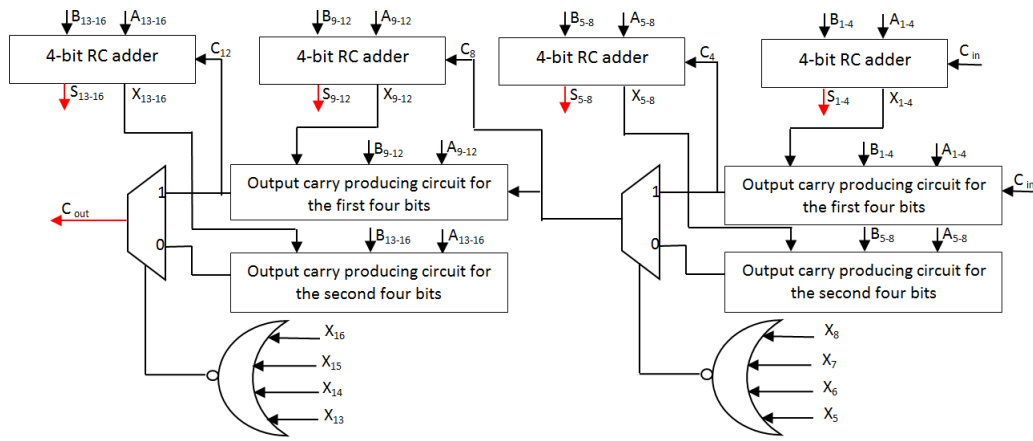 B13-16 A13-16 B9-12 A9-12 B5-8 A5-8 B1-4 A1-4
4-bit RC adder C12 4-bit RC adder C8 4-bit RC adder C4 4-bit RC adder C in
S13-16 X13-16 S9-12 X9-12 S5-8 X5-8 S1-4 X1-4
B9-12 A9-12 B1-4 A1-4
1 Output carry producing circuit for 1 Output carry producing circuit for C in
the first four bits the first four bits
C out
0 B13-16 A13-16 0 B5-8 A5-8
Output carry producing circuit for Output carry producing circuit for
the second four bits the second four bits
X16 X8
X15 X7
X14 X6
X13 X5